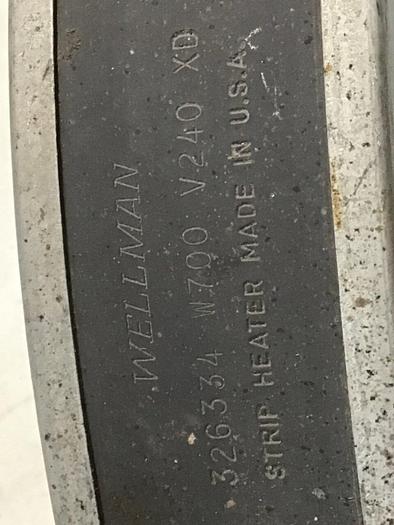 WELLMAN
326334 W700 V240 XD
STRIP HEATER MADE IN U.S.A.